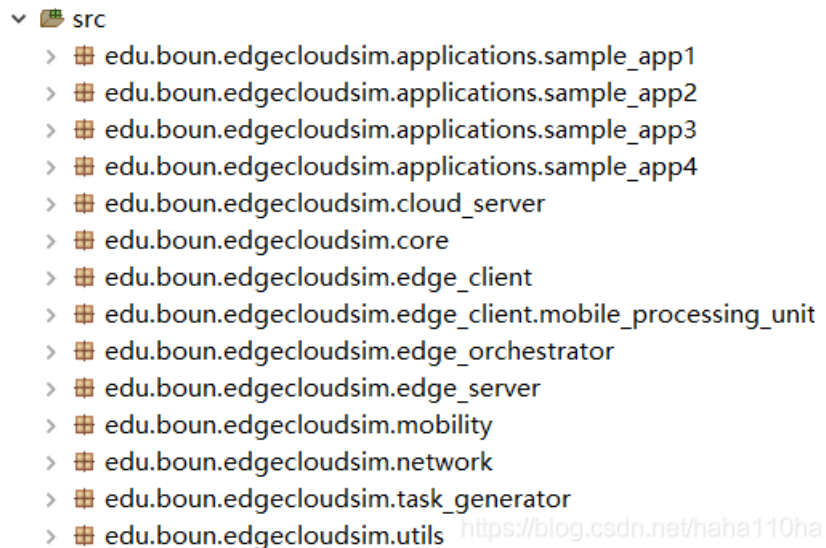 src
edu.boun.edgecloudsim.applications.sample_app1
edu.boun.edgecloudsim.applications.sample_app2
edu.boun.edgecloudsim.applications.sample_app3
edu.boun.edgecloudsim.applications.sample_app4
edu.boun.edgecloudsim.cloud_server
edu.boun.edgecloudsim.core
edu.boun.edgecloudsim.edge_client
edu.boun.edgecloudsim.edge_client.mobile_processing_unit
edu.boun.edgecloudsim.edge_orchestrator
edu.boun.edgecloudsim.edge_server
edu.boun.edgecloudsim.mobility
edu.boun.edgecloudsim.network
edu.boun.edgecloudsim.task_generator
edu.boun.edgecloudsim.utils
https://blog.csdn.net/haha110ha